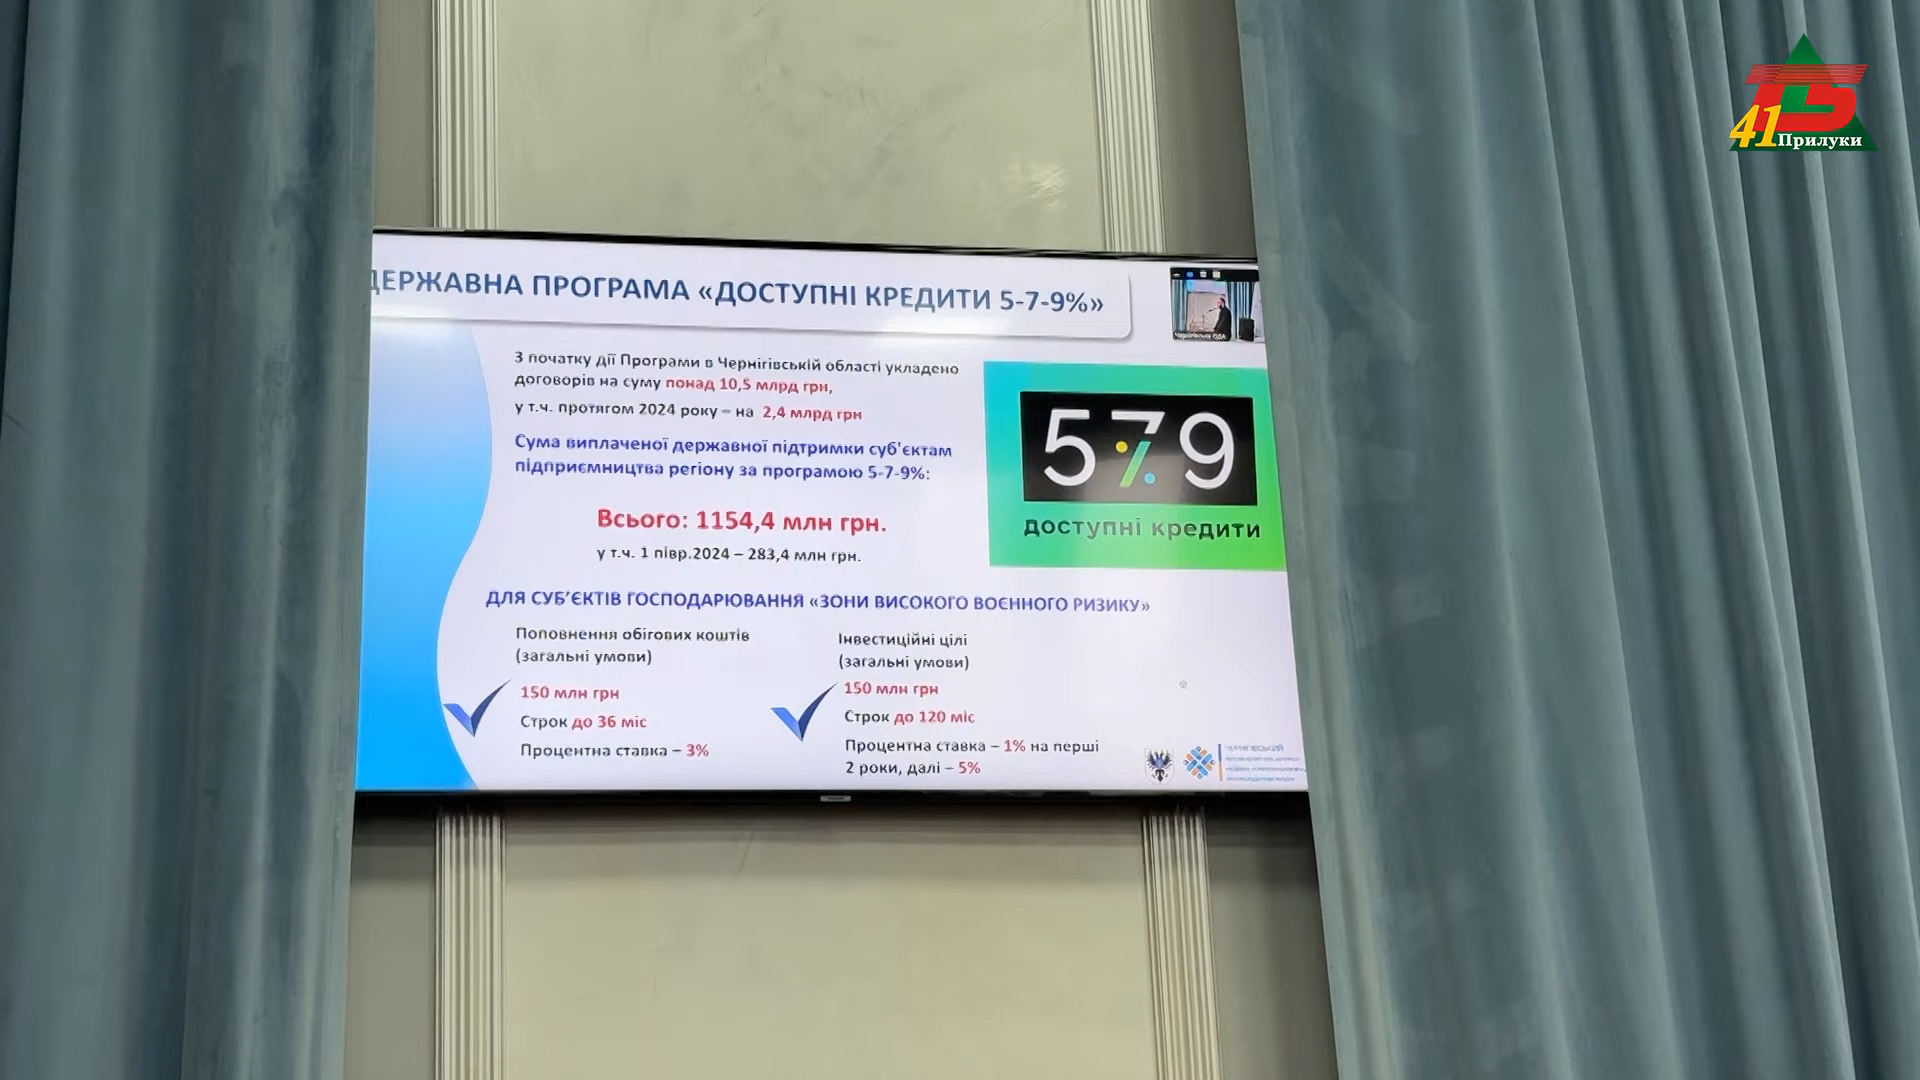 41
Прилуки
ДЕРЖАВНА ПРОГРАМА «ДОСТУПНІ КРЕДИТИ 5-7-9%»
З початку дії Програми в Чернігівській області укладено
договорів на суму понад 10,5 млрд грн,
у т.ч. протягом 2024 року – на 2,4 млрд грн
Сума виплаченої державної підтримки суб'єктам
підприємництва регіону за програмою 5-7-9%:
Всього: 1154,4 млн грн.
у т.ч. 1 півр.2024 – 283,4 млн грн.
579
%
доступні кредити
ДЛЯ СУБ’ЄКТІВ ГОСПОДАРЮВАННЯ «ЗОНИ ВИСОКОГО ВОЄННОГО РИЗИКУ»
Поповнення обігових коштів
(загальні умови)
150 млн грн
Строк до 36 міс
Процентна ставка – 3%
Інвестиційні цілі
(загальні умови)
150 млн грн
Строк до 120 міс
Процентна ставка – 1% на перші
2 роки, далі – 5%